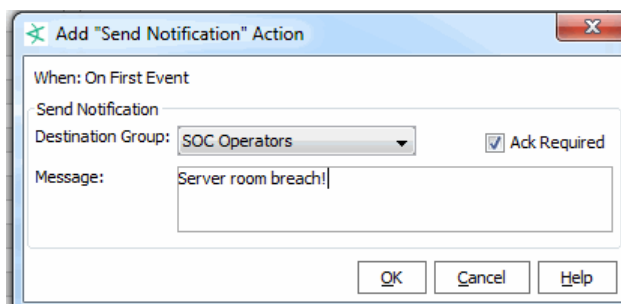 Add "Send Notification" Action
When: On First Event
Send Notification
Destination Group: SOC Operators Ack Required
Message: Server room breach!
OK Cancel Help